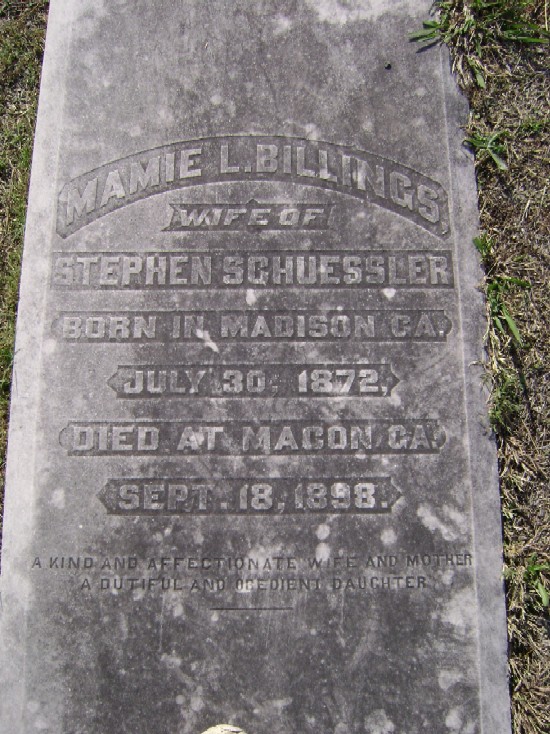 MAMIE L. BILLINGS
WIFE OF
STEPHEN SCHUESSLER
BORN IN MADISON GA.
JULY 30, 1872,
DIED AT MACON GA.
SEPT. 18, 1898.
A KIND AND AFFECTIONATE WIFE AND MOTHER
A DUTIFUL AND OBEDIENT DAUGHTER